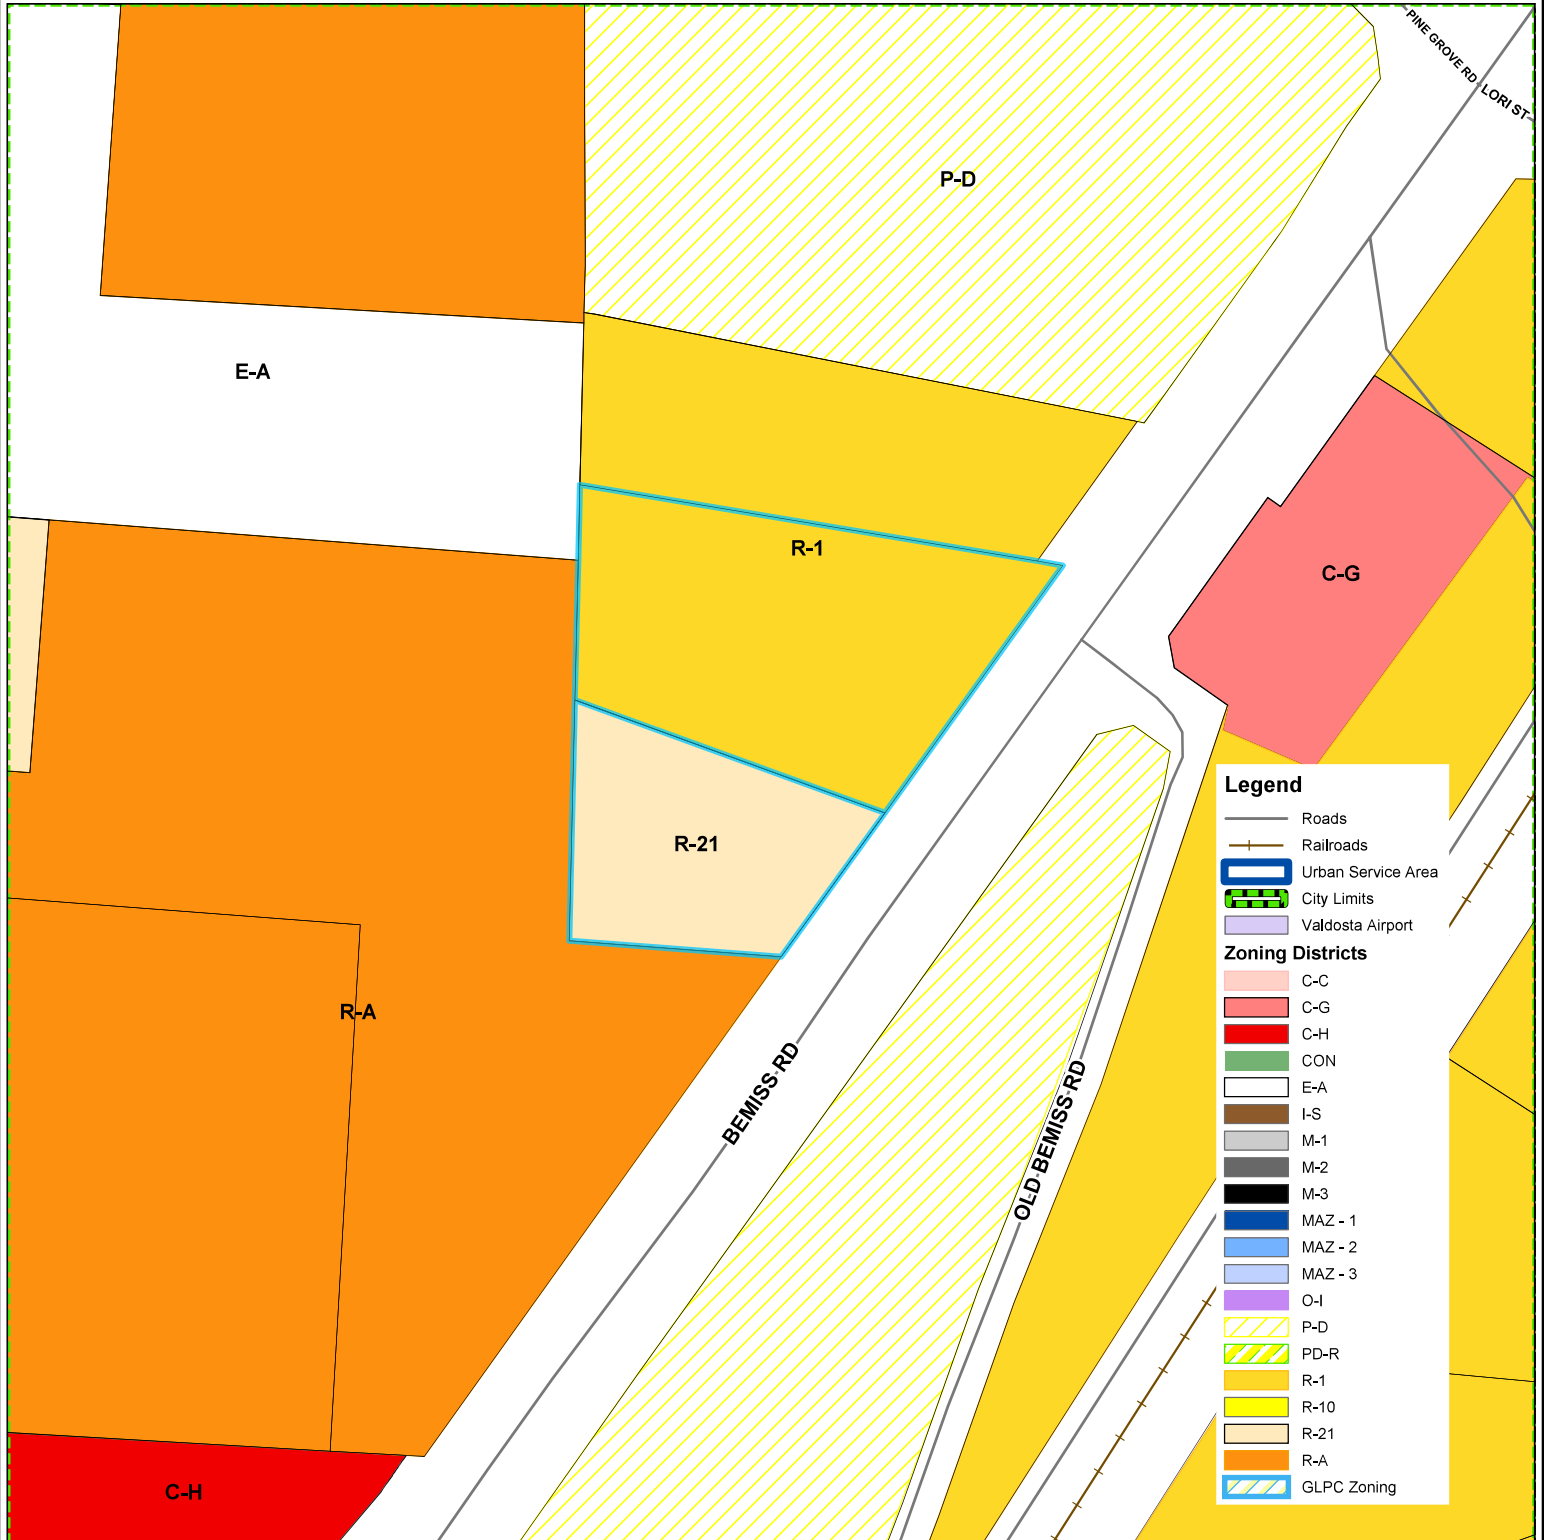 PINE GROVE RD
LORI ST
P-D
E-A
R-1
C-G
R-21
R-A
BEMISS RD
OLD BEMISS RD
C-H
Legend
Roads
Railroads
Urban Service Area
City Limits
Valdosta Airport
Zoning Districts
C-C
C-G
C-H
CON
E-A
I-S
M-1
M-2
M-3
MAZ - 1
MAZ - 2
MAZ - 3
O-I
P-D
PD-R
R-1
R-10
R-21
R-A
GLPC Zoning